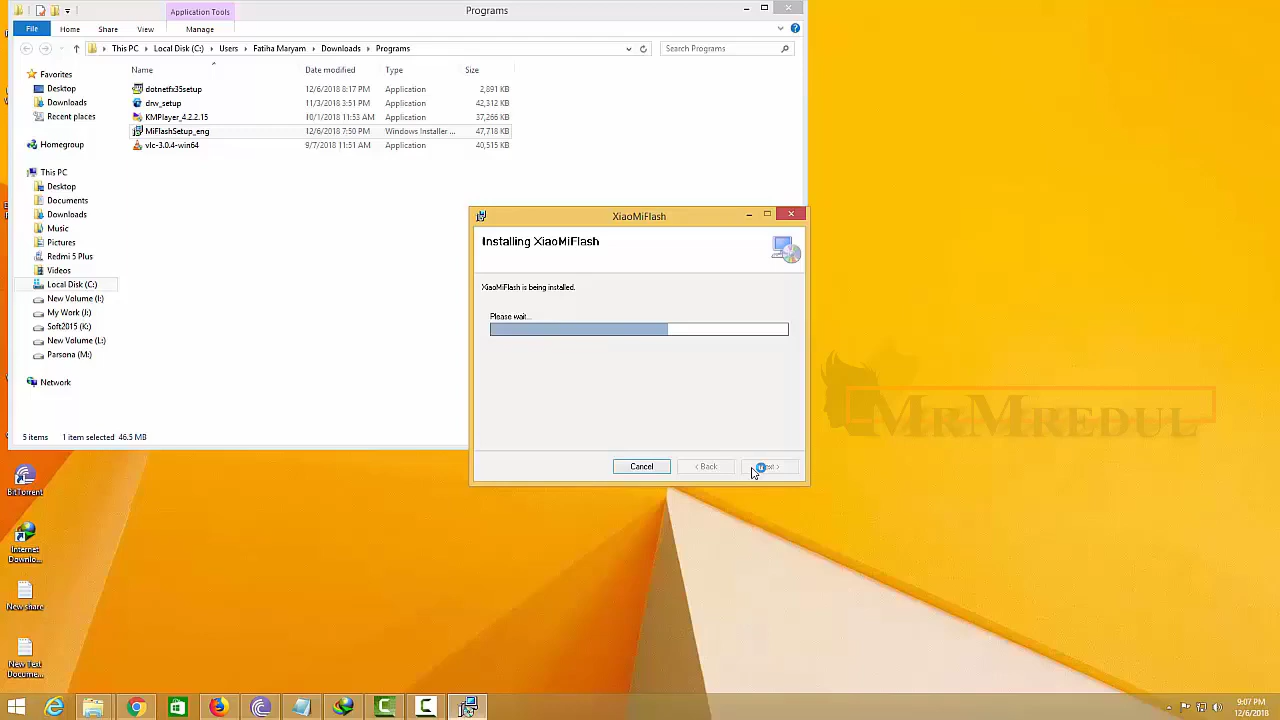 Application Tools
Programs
File Home Share View Manage
This PC Local Disk (C:) Users Fatiha Maryam Downloads Programs
Search Programs
Name Date modified Type Size
dotnetfx35setup 12/6/2018 8:17 PM Application 2,891 KB
drw_setup 11/3/2018 3:51 PM Application 42,312 KB
KMPlayer_4.2.2.15 10/1/2018 11:53 AM Application 37,266 KB
MiFlashSetup_eng 12/6/2018 7:50 PM Windows Installer ... 47,718 KB
vlc-3.0.4-win64 9/7/2018 11:51 AM Application 40,515 KB
Favorites
Desktop
Downloads
Recent places
Homegroup
This PC
Desktop
Documents
Downloads
Music
Pictures
Redmi 5 Plus
Videos
Local Disk (C:)
New Volume (I:)
My Work (J:)
Soft2015 (K:)
New Volume (L:)
Parsona (M:)
Network
5 items 1 item selected 46.5 MB
XiaoMiFlash
Installing XiaoMiFlash
XiaoMiFlash is being installed.
Please wait...
Cancel < Back
MrMredul
BitTorrent
Internet
Downlo...
New share
New Text
Docume...
9:07 PM
12/6/2018